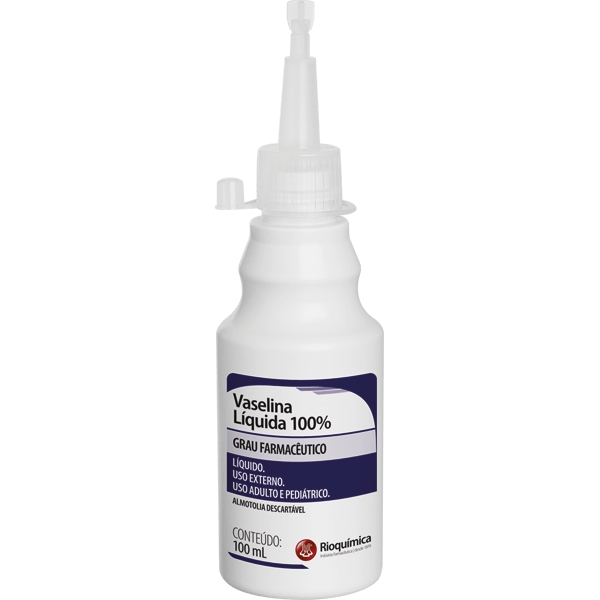 Vaselina
Líquida 100%
GRAU FARMACÊUTICO
LÍQUIDO.
USO EXTERNO.
USO ADULTO E PEDIÁTRICO.
ALMOTOLIA DESCARTÁVEL
CONTEÚDO:
100 mL
Rioquímica